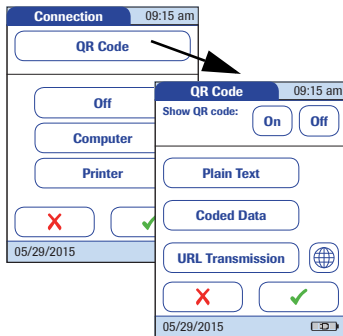 Connection 09:15 am
QR Code
Off
Computer
Printer
05/29/2015
QR Code 09:15 am
Show QR code: On Off
Plain Text
Coded Data
URL Transmission
05/29/2015